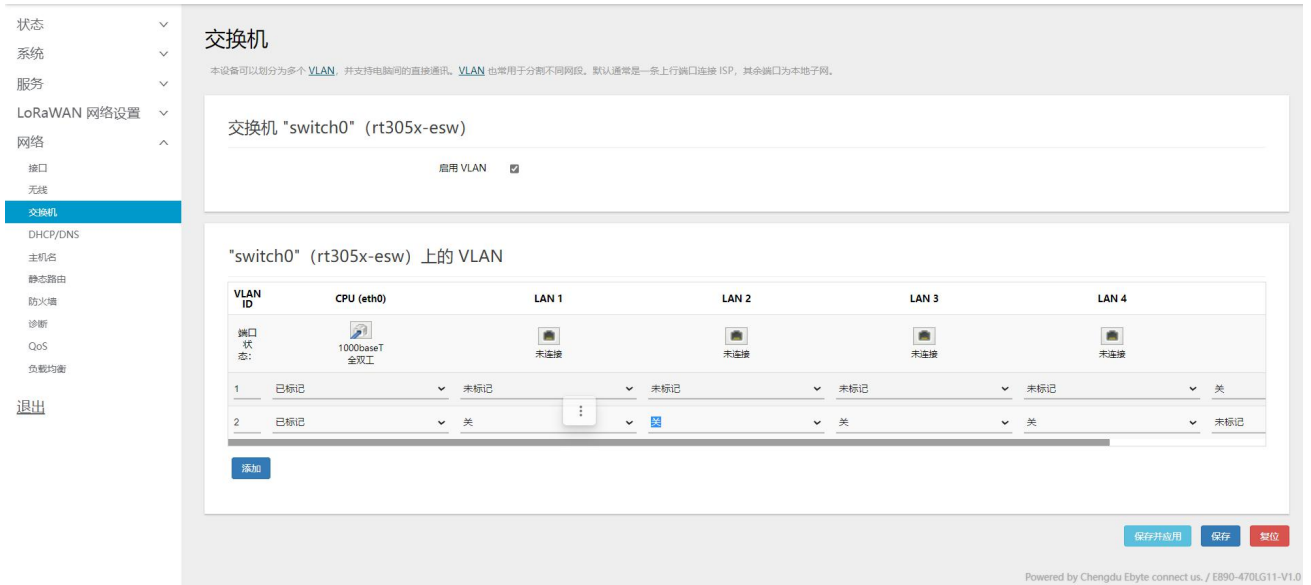 状态
系统
服务
LoRaWAN 网络设置
网络
接口
无线
交换机
DHCP/DNS
主机名
静态路由
防火墙
诊断
QoS
负载均衡
退出
交换机
本设备可以划分为多个 VLAN，并支持电脑间的直接通讯。VLAN 也常用于分割不同网段。默认通常是一条上行端口连接 ISP，其余端口为本地子网。
交换机 "switch0"（rt305x-esw）
启用 VLAN
"switch0"（rt305x-esw）上的 VLAN
VLAN ID CPU (eth0) LAN 1 LAN 2 LAN 3 LAN 4
端口状态： 1000baseT 全双工 未连接 未连接 未连接 未连接
1 已标记 未标记 未标记 未标记 未标记 关
2 已标记 关 关 关 关 未标记
添加
保存并应用 保存 复位
Powered by Chengdu Ebyte connect us. / E890-470LG11-V1.0